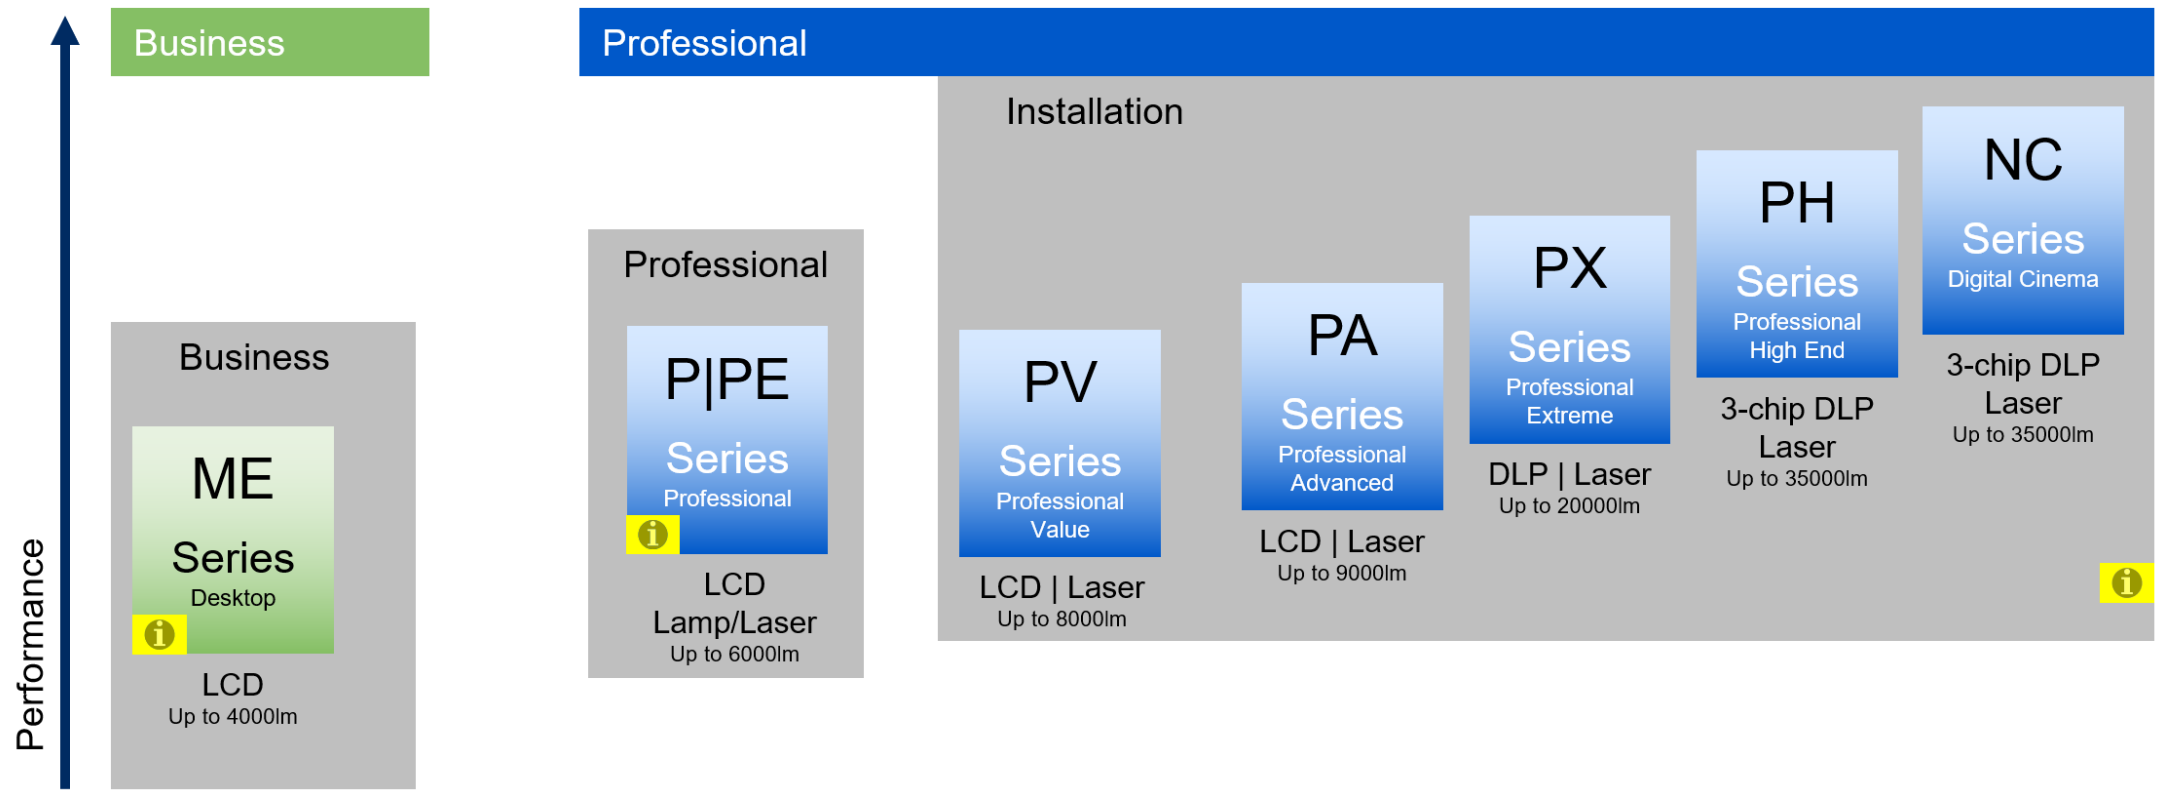 Performance
Business
Business
ME
Series
Desktop
i
LCD
Up to 4000lm
Professional
Professional
P|PE
Series
Professional
i
LCD
Lamp/Laser
Up to 6000lm
Installation
PV
Series
Professional
Value
LCD | Laser
Up to 8000lm
PA
Series
Professional
Advanced
LCD | Laser
Up to 9000lm
PX
Series
Professional
Extreme
DLP | Laser
Up to 20000lm
PH
Series
Professional
High End
3-chip DLP
Laser
Up to 35000lm
NC
Series
Digital Cinema
3-chip DLP
Laser
Up to 35000lm
i